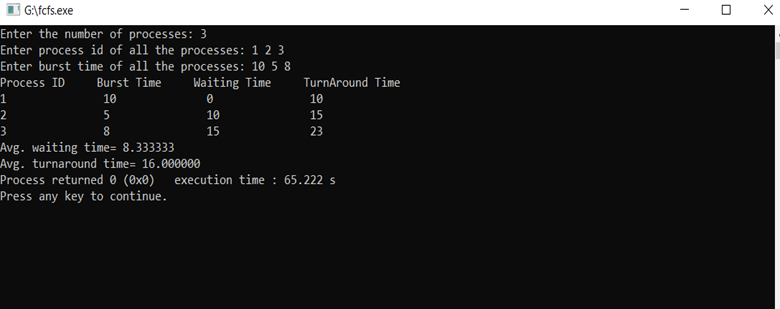 G:\fcfs.exe
Enter the number of processes: 3
Enter process id of all the processes: 1 2 3
Enter burst time of all the processes: 10 5 8
Process ID     Burst Time     Waiting Time     TurnAround Time
1               10              0               10
2               5               10              15
3               8               15              23
Avg. waiting time= 8.333333
Avg. turnaround time= 16.000000
Process returned 0 (0x0)   execution time : 65.222 s
Press any key to continue.